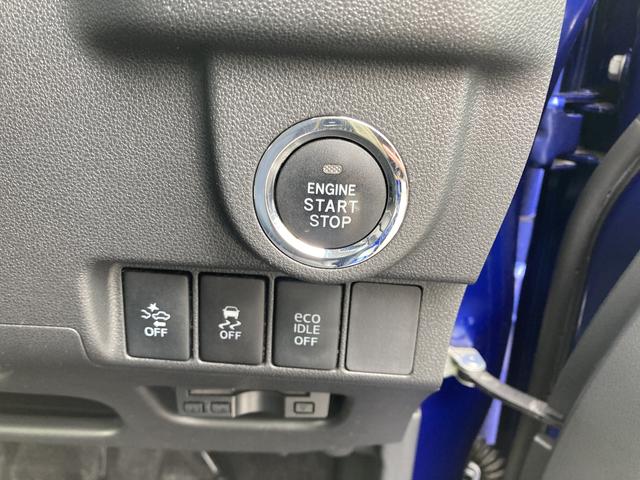 ENGINE
START
STOP
OFF
OFF
eco
IDLE
OFF